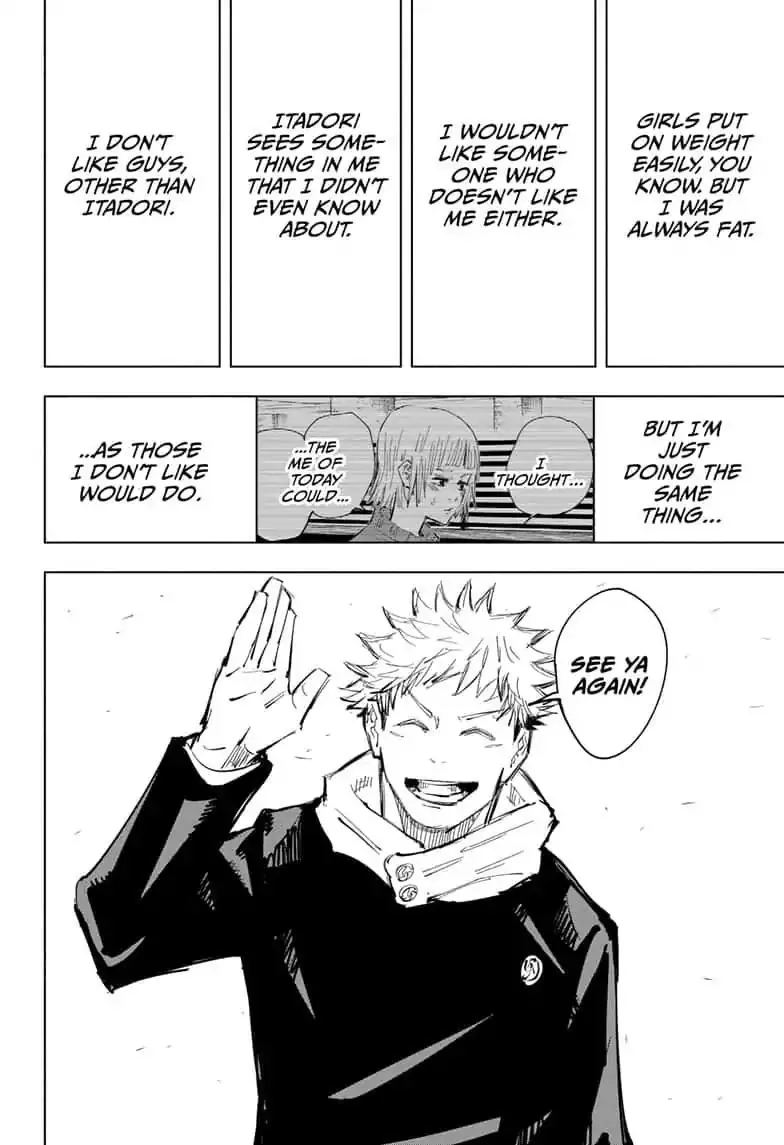 GIRLS PUT
ON WEIGHT
EASILY, YOU
KNOW. BUT
I WAS
ALWAYS FAT.
I WOULDN'T
LIKE SOME-
ONE WHO
DOESN'T LIKE
ME EITHER.
ITADORI
SEES SOME-
THING IN ME
THAT I DIDN'T
EVEN KNOW
ABOUT.
I DON'T
LIKE GUYS,
OTHER THAN
ITADORI.
BUT I'M
JUST
DOING THE
SAME
THING...
I
THOUGHT...
...THE
ME OF
TODAY
COULD...
...AS THOSE
I DON'T LIKE
WOULD DO.
SEE YA
AGAIN!